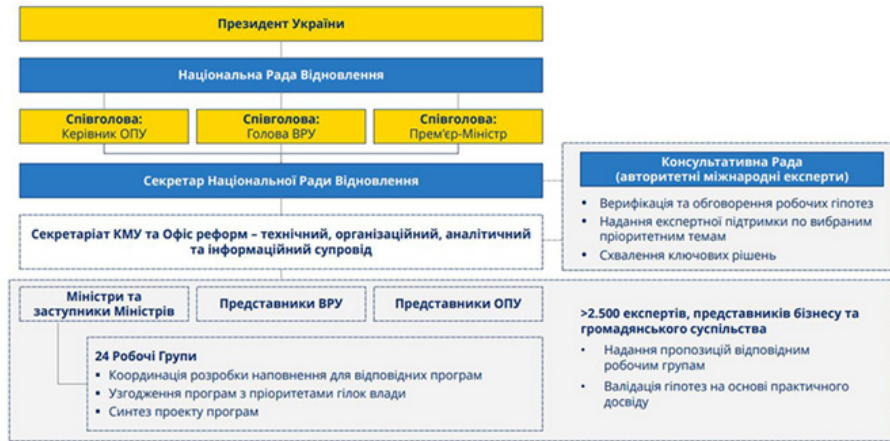 Президент України
Національна Рада Відновлення
Співголова:
Керівник ОПУ
Співголова:
Голова ВРУ
Співголова:
Прем'єр-Міністр
Секретар Національної Ради Відновлення
Консультативна Рада
(авторитетні міжнародні експерти)
• Верифікація та обговорення робочих гіпотез
• Надання експертної підтримки по вибраним
пріоритетним темам
• Схвалення ключових рішень
Секретаріат КМУ та Офіс реформ – технічний, організаційний, аналітичний
та інформаційний супровід
Міністри та
заступники Міністрів
Представники ВРУ
Представники ОПУ
24 Робочі Групи
▪ Координація розробки наповнення для відповідних програм
▪ Узгодження програм з пріоритетами гілок влади
▪ Синтез проекту програм
>2.500 експертів, представників бізнесу та
громадянського суспільства
• Надання пропозицій відповідним
робочим групам
• Валідація гіпотез на основі практичного
досвіду